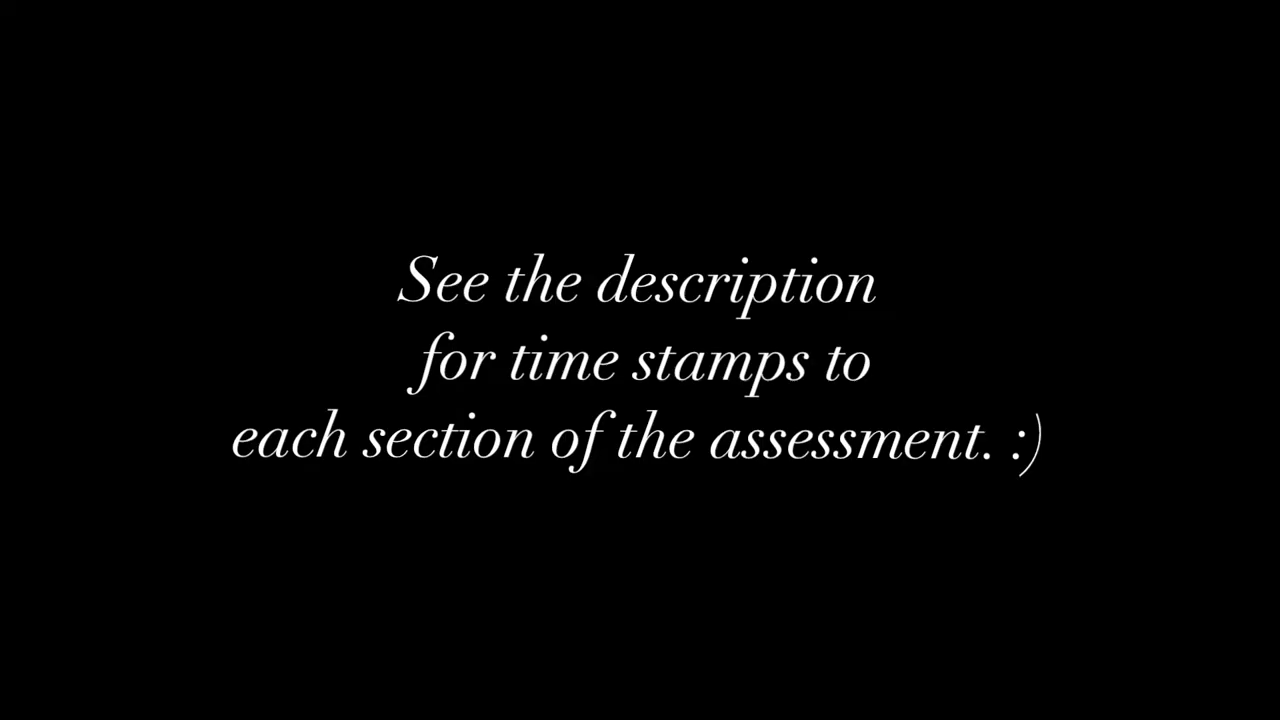 See the description
for time stamps to
each section of the assessment. :)